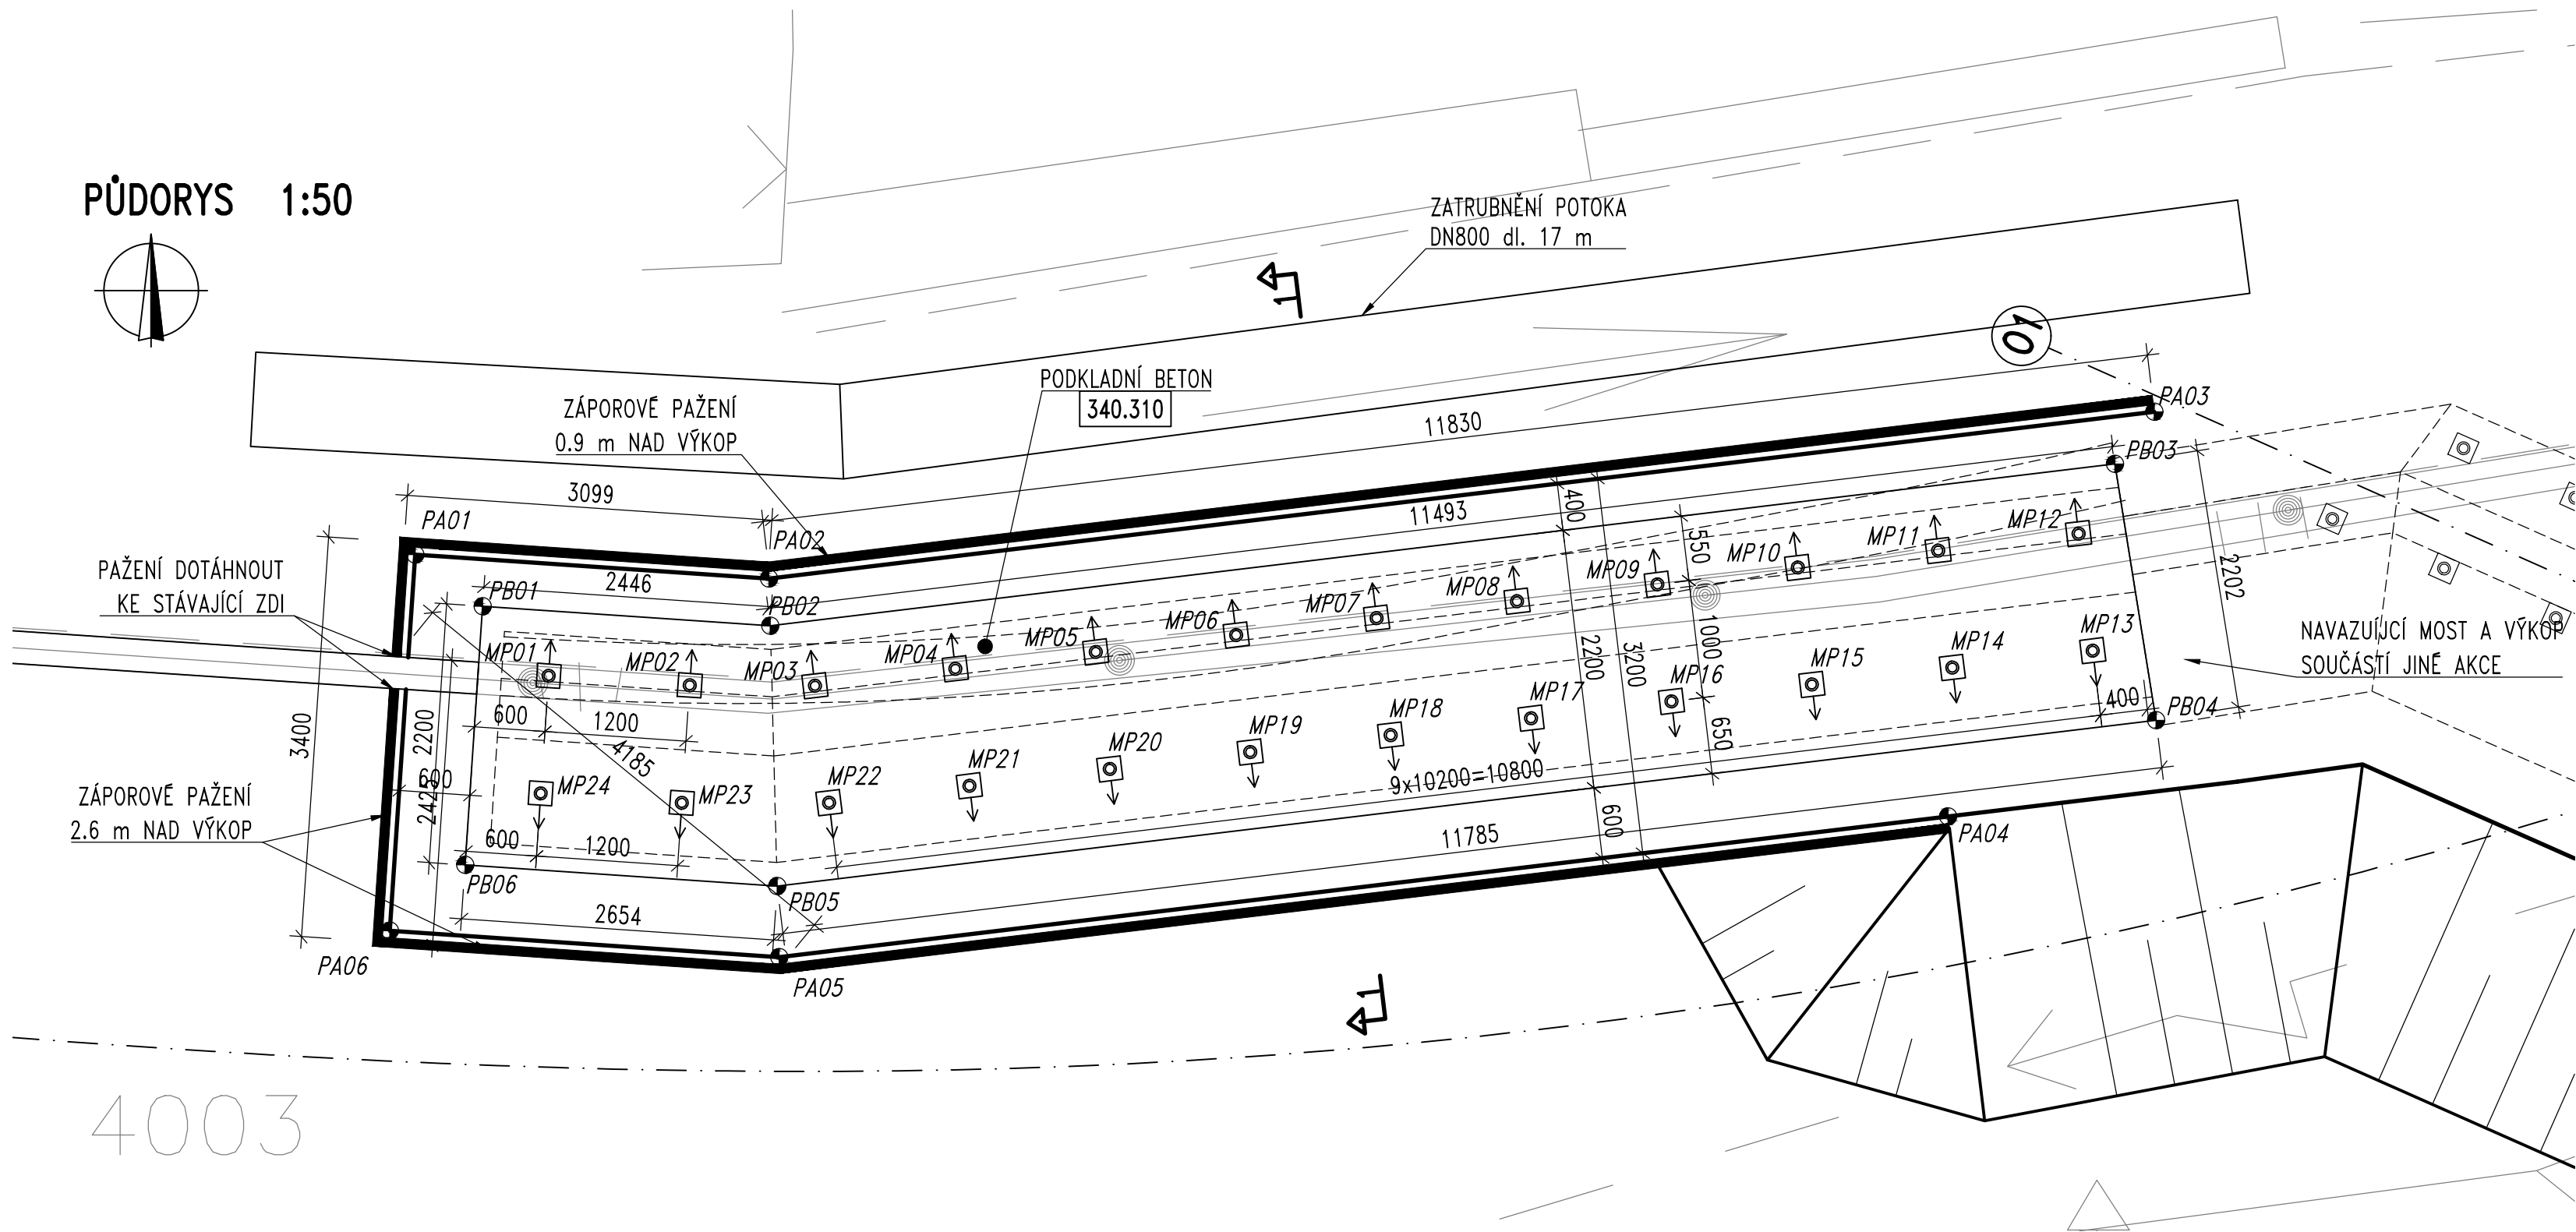 PŮDORYS 1:50
ZATRUBNĚNÍ POTOKA
DN800 dl. 17 m
1
01
PODKLADNÍ BETON
340.310
ZÁPOROVÉ PAŽENÍ
0.9 m NAD VÝKOP
PA03
11830
PB03
3099
PA01
PA02
11493
400
550
PAŽENÍ DOTÁHNOUT
KE STÁVAJÍCÍ ZDI
2446
PB01
PB02
MP01
MP02
MP03
MP04
MP05
MP06
MP07
MP08
MP09
MP10
MP11
MP12
2202
NAVAZUJÍCÍ MOST A VÝKOP
SOUČÁSTÍ JINÉ AKCE
2200
3200
1000
MP13
MP14
MP15
MP16
MP17
MP18
MP19
MP20
MP21
MP22
MP23
MP24
400
PB04
650
600
1200
4185
3400
2200
600
2425
9x10200=10800
ZÁPOROVÉ PAŽENÍ
2.6 m NAD VÝKOP
600
1200
600
11785
PA04
PB06
PB05
2654
PA06
PA05
1
4003